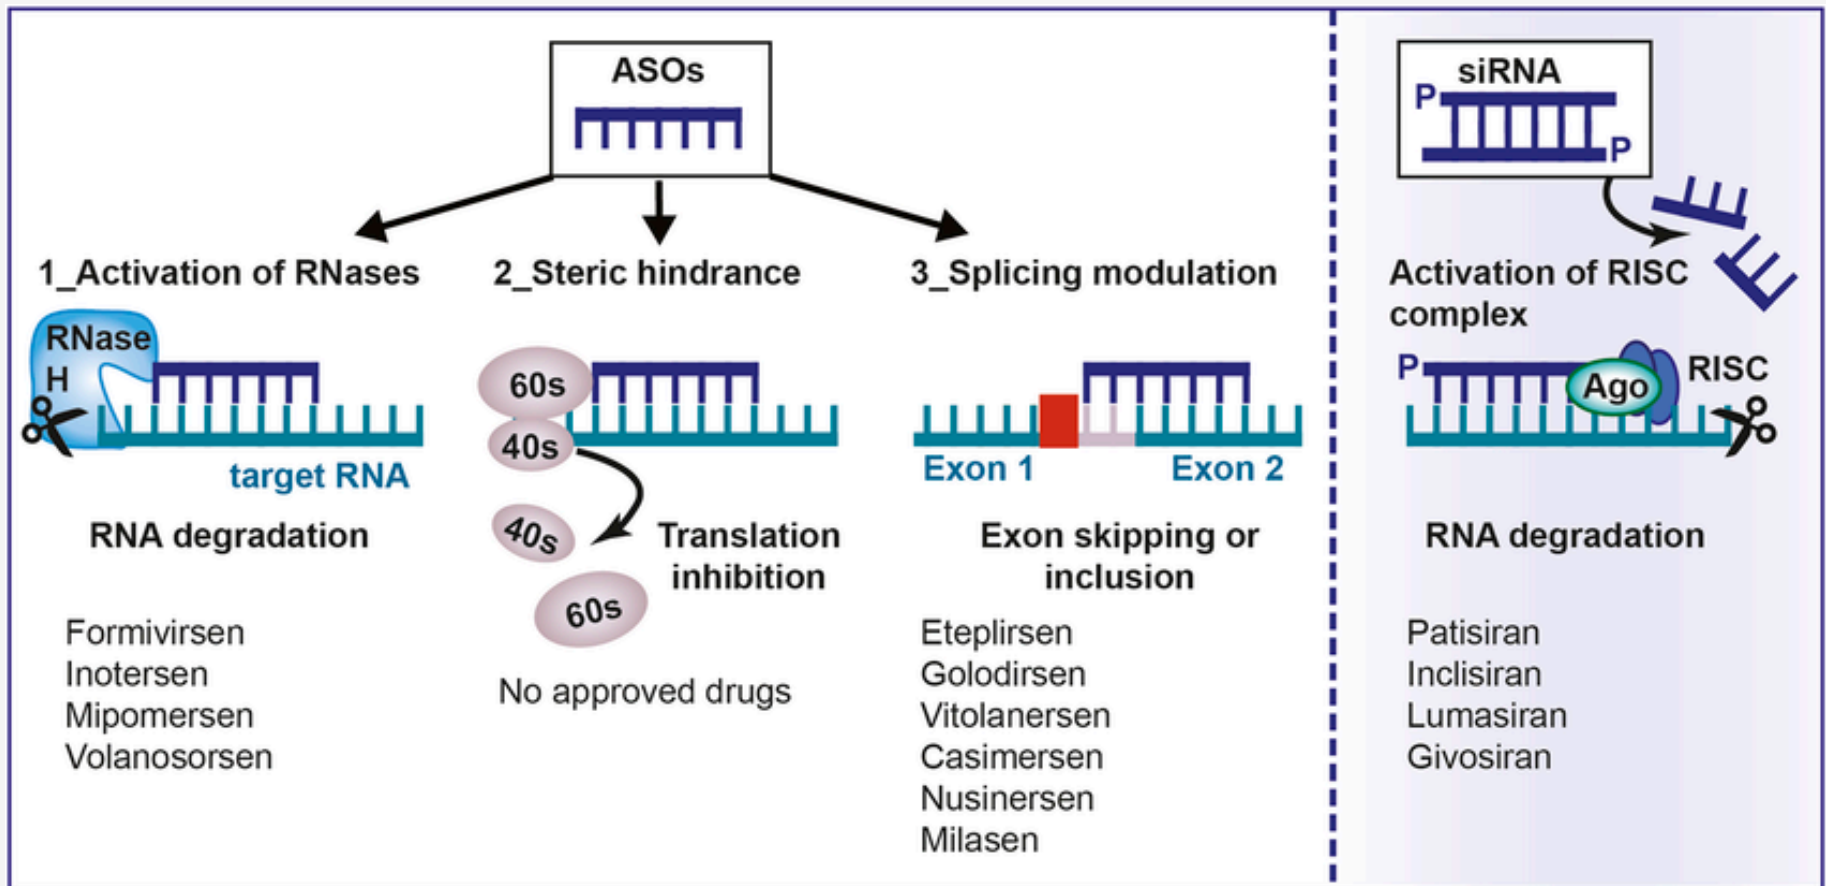 ASOs
1_Activation of RNases
RNase
H
target RNA
RNA degradation
Formivirsen
Inotersen
Mipomersen
Volanosorsen
2_Steric hindrance
60s
40s
40s
60s
Translation
inhibition
No approved drugs
3_Splicing modulation
Exon 1
Exon 2
Exon skipping or
inclusion
Eteplirsen
Golodirsen
Vitolanersen
Casimersen
Nusinersen
Milasen
siRNA
P
P
Activation of RISC
complex
P
Ago
RISC
RNA degradation
Patisiran
Inclisiran
Lumasiran
Givosiran